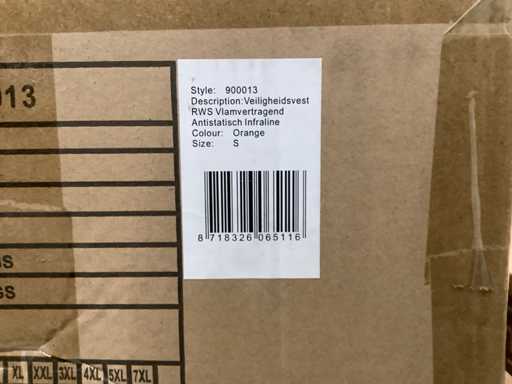 013
Style: 900013
Description:Veiligheidsvest
RWS Vlamvertragend
Antistatisch Infraline
Colour: Orange
Size: S
8 718326 065116
GS
XL XXL 3XL 4XL 5XL 7XL